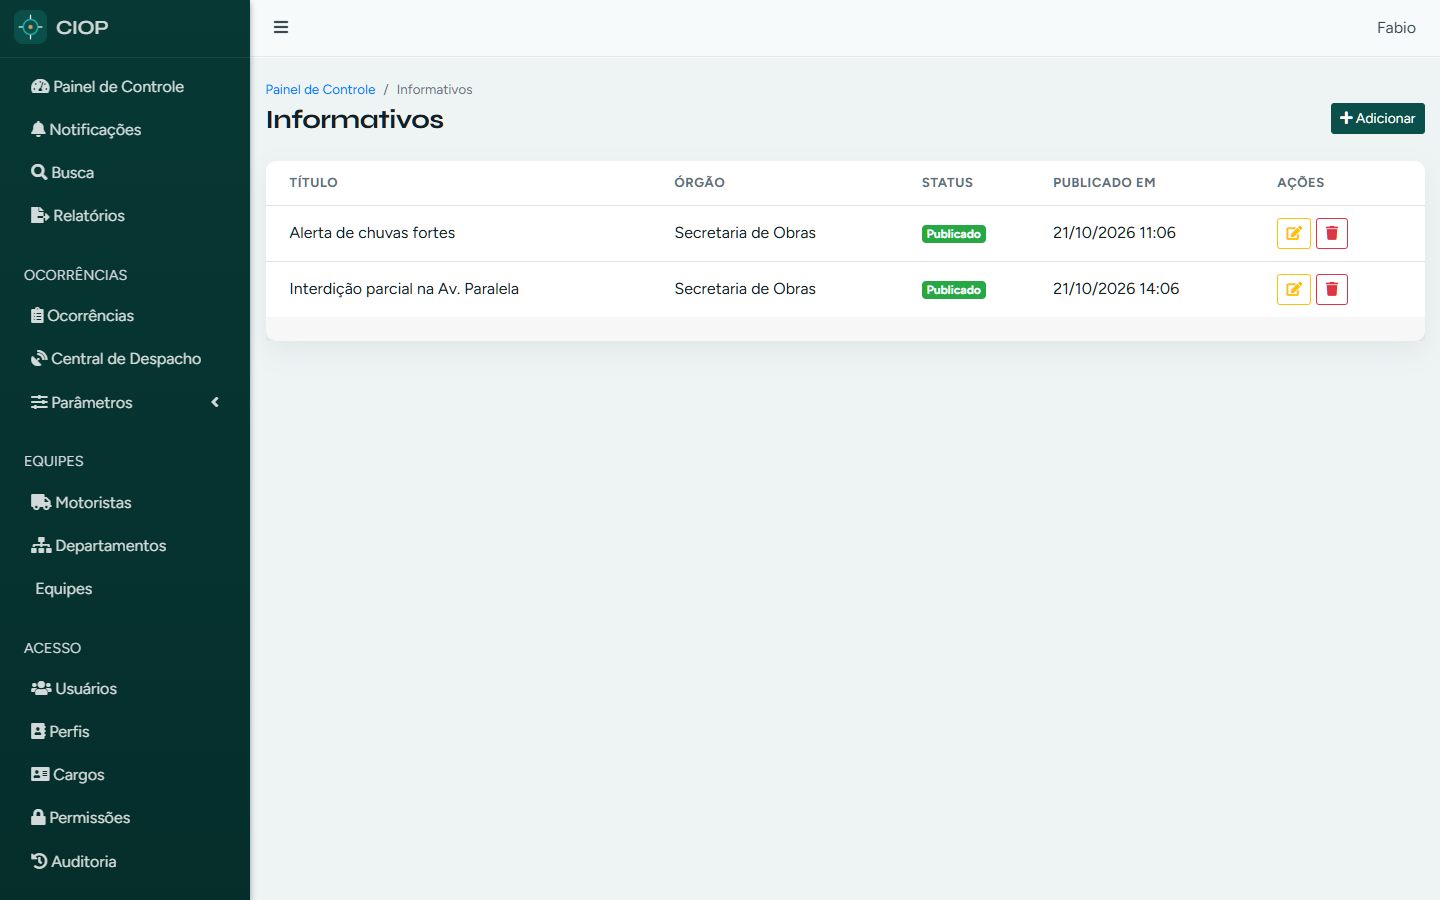 CIOP
Fabio
Painel de Controle
Notificações
Busca
Relatórios
OCORRÊNCIAS
Ocorrências
Central de Despacho
Parâmetros
EQUIPES
Motoristas
Departamentos
Equipes
ACESSO
Usuários
Perfis
Cargos
Permissões
Auditoria
Painel de Controle / Informativos
Informativos
Adicionar
TÍTULO ÓRGÃO STATUS PUBLICADO EM AÇÕES
Alerta de chuvas fortes Secretaria de Obras Publicado 21/10/2026 11:06
Interdição parcial na Av. Paralela Secretaria de Obras Publicado 21/10/2026 14:06